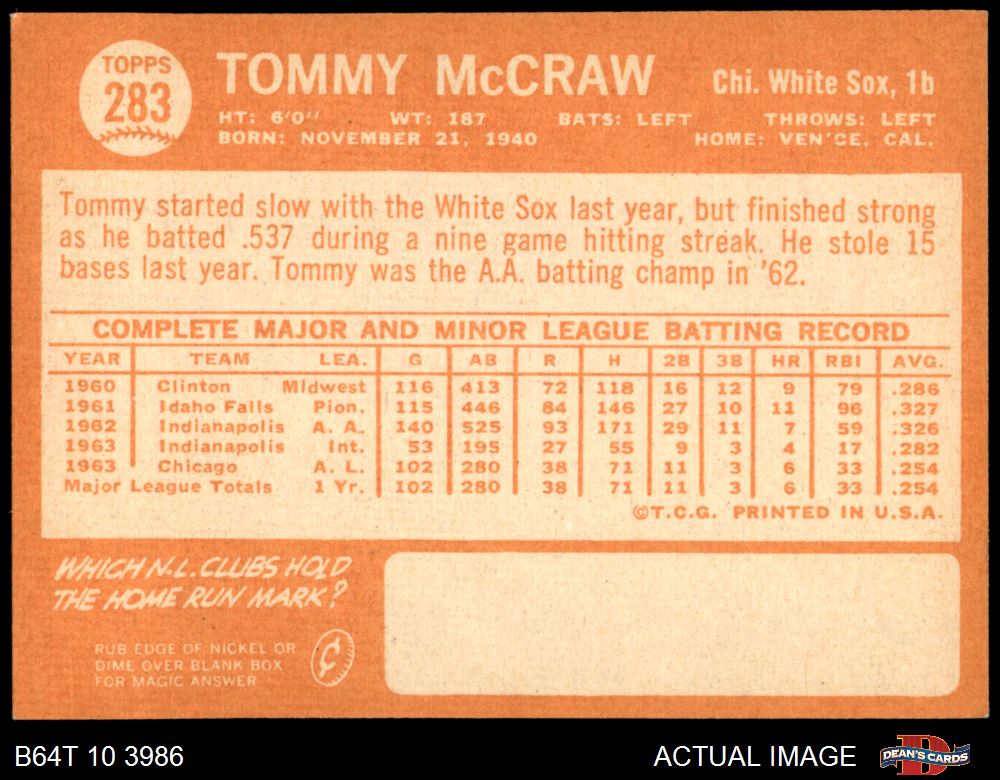 TOPPS
283
TOMMY McCRAW
Chi. White Sox, 1b
HT: 6'0" WT: 187 BATS: LEFT THROWS: LEFT
BORN: NOVEMBER 21, 1940 HOME: VEN'CE, CAL.
Tommy started slow with the White Sox last year, but finished strong
as he batted .537 during a nine game hitting streak. He stole 15
bases last year. Tommy was the A.A. batting champ in '62.
COMPLETE MAJOR AND MINOR LEAGUE BATTING RECORD
YEAR TEAM LEA. G AB R H 2B 3B HR RBI AVG.
1960 Clinton Midwest 116 413 72 118 16 12 9 79 .286
1961 Idaho Falls Pion. 115 446 84 146 27 10 11 96 .327
1962 Indianapolis A. A. 140 525 93 171 29 11 7 59 .326
1963 Indianapolis Int. 53 195 27 55 9 3 4 17 .282
1963 Chicago A. L. 102 280 38 71 11 3 6 33 .254
Major League Totals 1 Yr. 102 280 38 71 11 3 6 33 .254
©T.C.G. PRINTED IN U.S.A.
WHICH N.L. CLUBS HOLD
THE HOME RUN MARK?
RUB EDGE OF NICKEL OR
DIME OVER BLANK BOX
FOR MAGIC ANSWER
¢
B64T 10 3986
ACTUAL IMAGE
DEAN'S CARDS